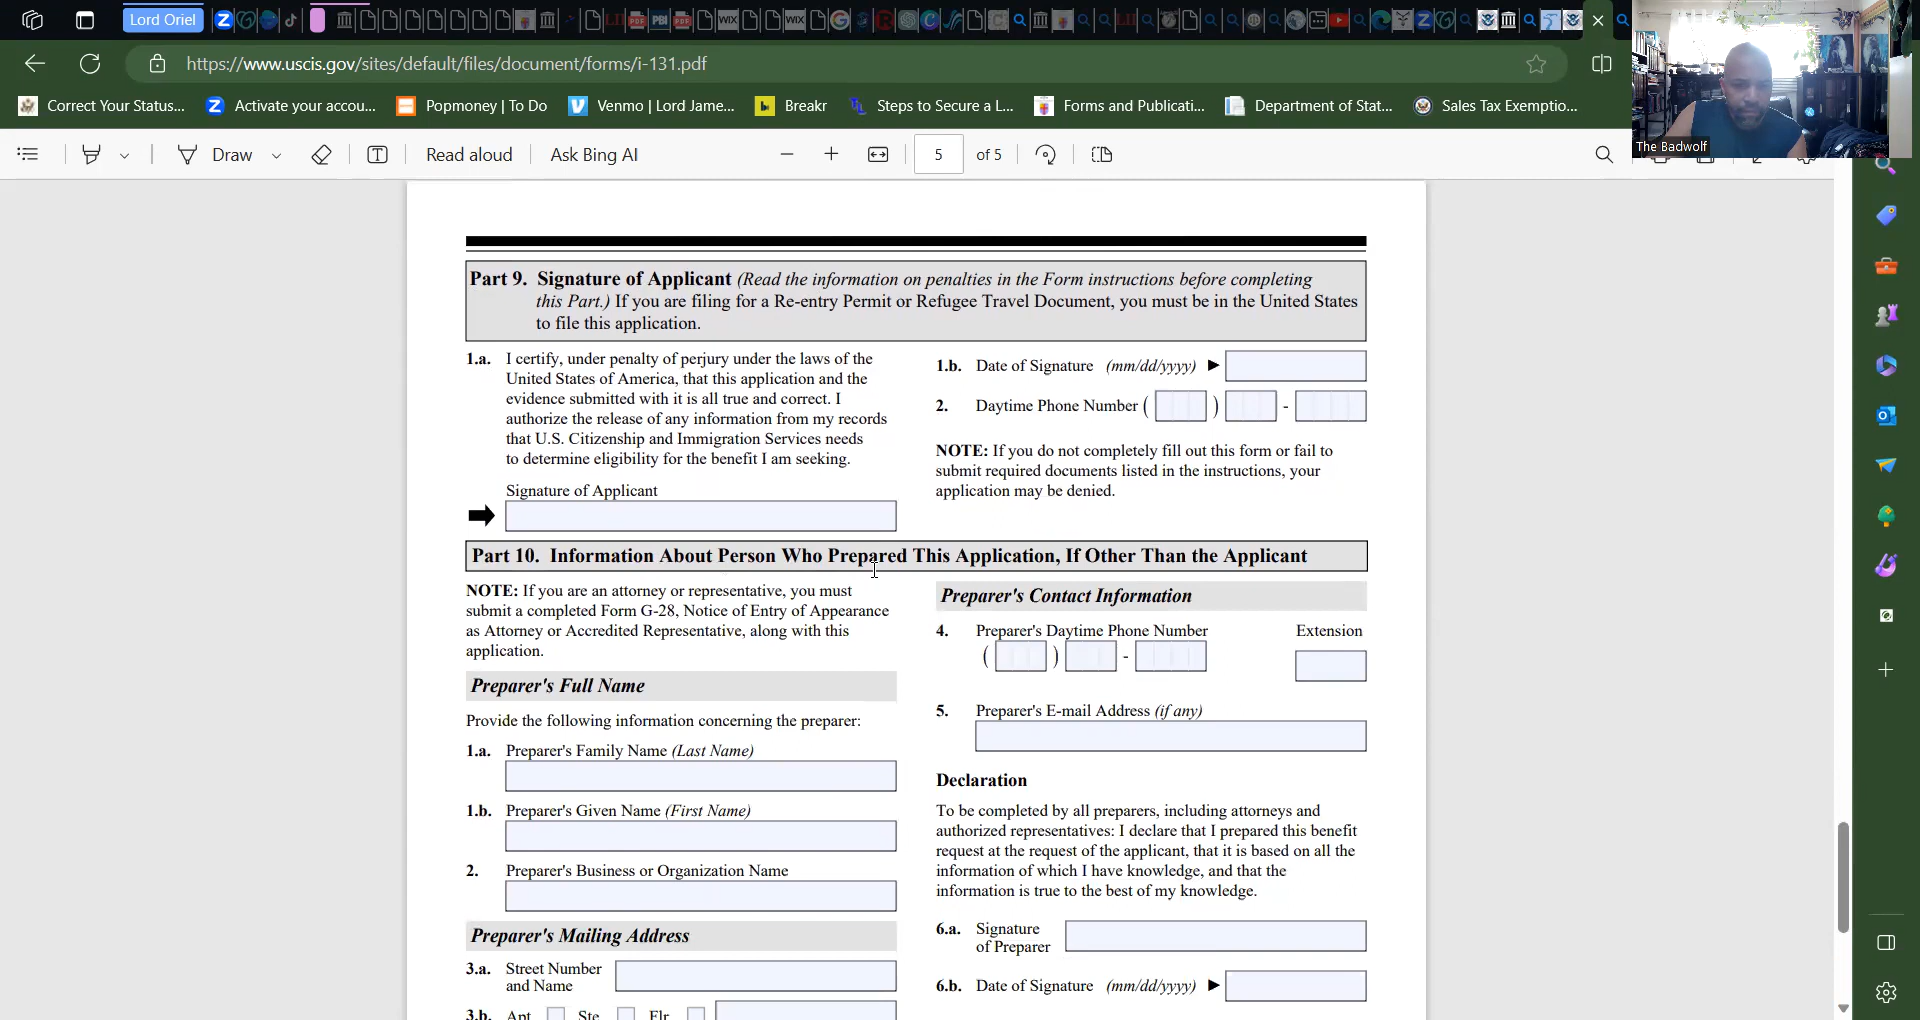 Lord Oriel
https://www.uscis.gov/sites/default/files/document/forms/i-131.pdf
Correct Your Status... Activate your accou... Popmoney | To Do Venmo | Lord Jame... Breakr Steps to Secure a L... Forms and Publicati... Department of Stat... Sales Tax Exemptio...
The Badwolf
Draw Read aloud Ask Bing AI 5 of 5
Part 9. Signature of Applicant (Read the information on penalties in the Form instructions before completing
this Part.) If you are filing for a Re-entry Permit or Refugee Travel Document, you must be in the United States
to file this application.
1.a. I certify, under penalty of perjury under the laws of the
United States of America, that this application and the
evidence submitted with it is all true and correct. I
authorize the release of any information from my records
that U.S. Citizenship and Immigration Services needs
to determine eligibility for the benefit I am seeking.
Signature of Applicant
1.b. Date of Signature (mm/dd/yyyy)
2. Daytime Phone Number ( ) -
NOTE: If you do not completely fill out this form or fail to
submit required documents listed in the instructions, your
application may be denied.
Part 10. Information About Person Who Prepared This Application, If Other Than the Applicant
NOTE: If you are an attorney or representative, you must
submit a completed Form G-28, Notice of Entry of Appearance
as Attorney or Accredited Representative, along with this
application.
Preparer's Full Name
Provide the following information concerning the preparer:
1.a. Preparer's Family Name (Last Name)
1.b. Preparer's Given Name (First Name)
2. Preparer's Business or Organization Name
Preparer's Mailing Address
3.a. Street Number
and Name
3.b. Apt Ste Flr
Preparer's Contact Information
4. Preparer's Daytime Phone Number Extension
( ) -
5. Preparer's E-mail Address (if any)
Declaration
To be completed by all preparers, including attorneys and
authorized representatives: I declare that I prepared this benefit
request at the request of the applicant, that it is based on all the
information of which I have knowledge, and that the
information is true to the best of my knowledge.
6.a. Signature
of Preparer
6.b. Date of Signature (mm/dd/yyyy)